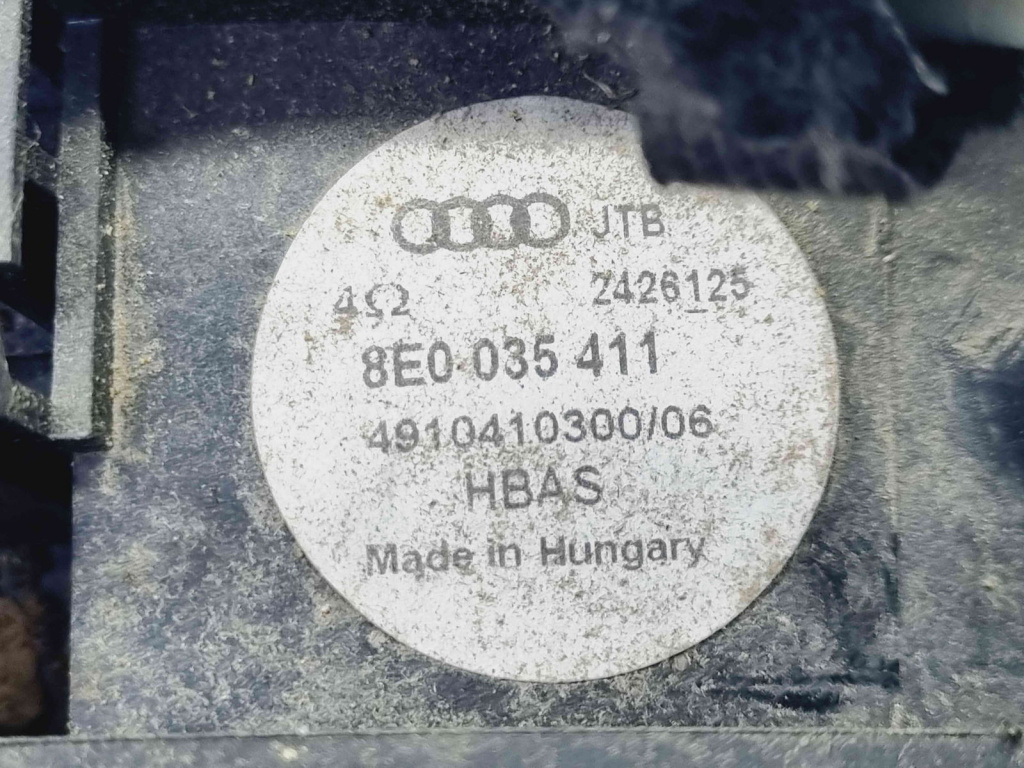 JTB
4Ω 2426125
8E0 035 411
4910410300/06
HBAS
Made in Hungary